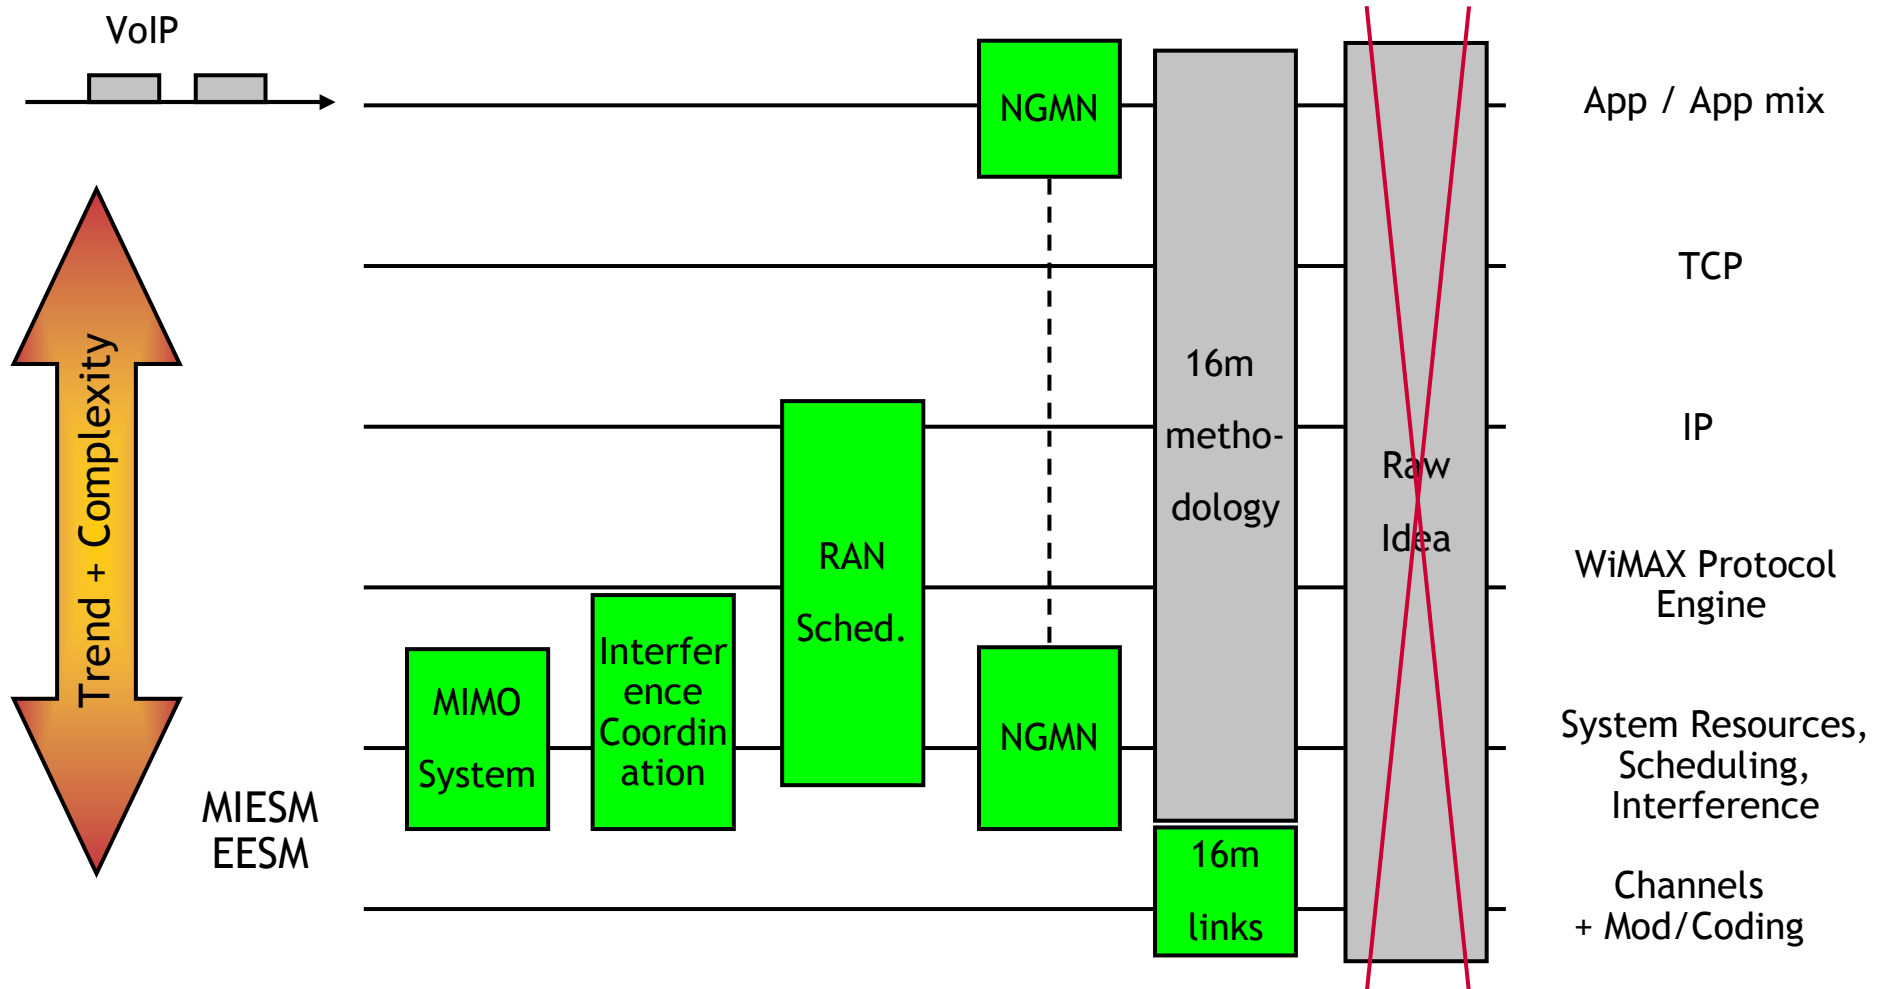 VoIP
NGMN
App / App mix
TCP
16m
metho-
dology
IP
Raw
Idea
Trend + Complexity
RAN
Sched.
WiMAX Protocol
Engine
Interfer
ence
Coordin
ation
MIMO
System
NGMN
System Resources,
Scheduling,
Interference
MIESM
EESM
16m
links
Channels
+ Mod/Coding